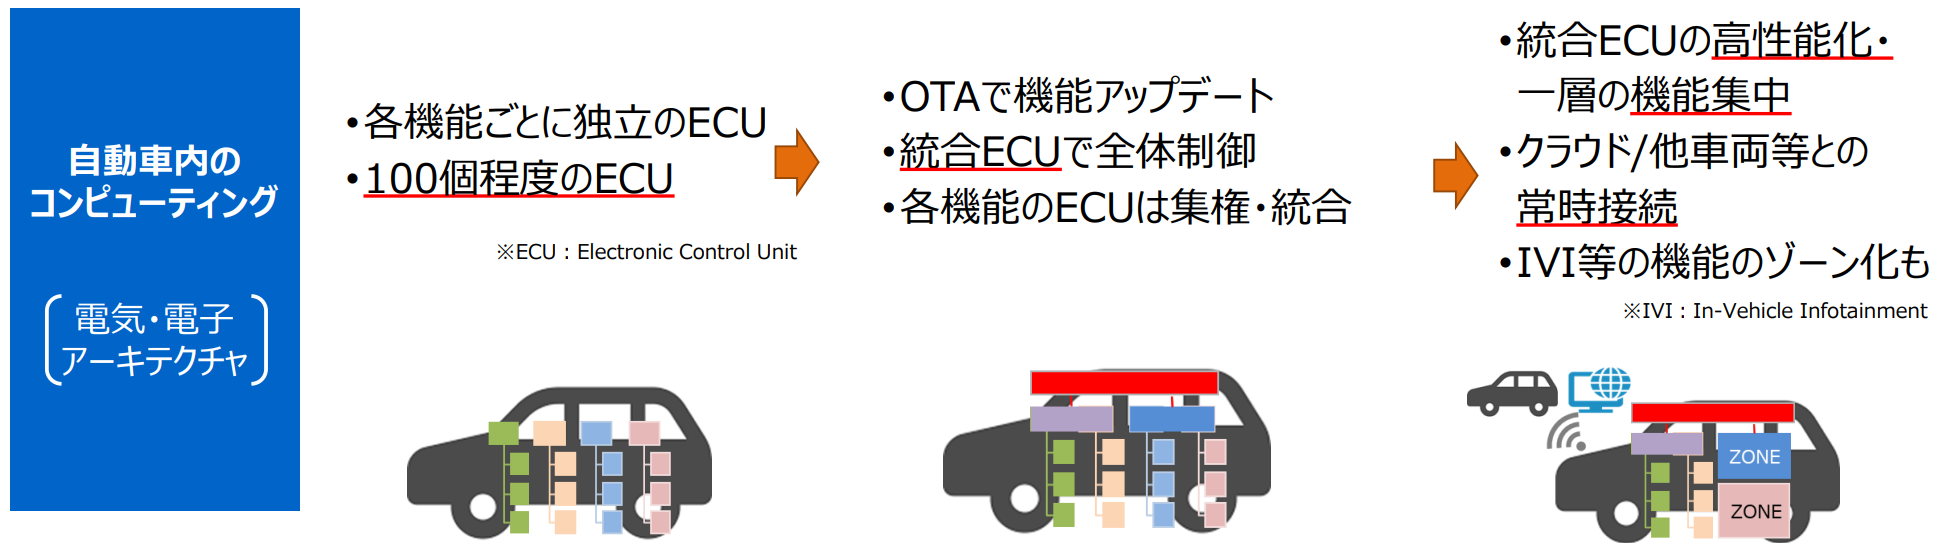 自動車内の
コンピューティング
電気・電子
アーキテクチャ
•各機能ごとに独立のECU
•100個程度のECU
※ECU : Electronic Control Unit
•OTAで機能アップデート
•統合ECUで全体制御
•各機能のECUは集権・統合
•統合ECUの高性能化・
一層の機能集中
•クラウド/他車両等との
常時接続
•IVI等の機能のゾーン化も
※IVI : In-Vehicle Infotainment
ZONE
ZONE